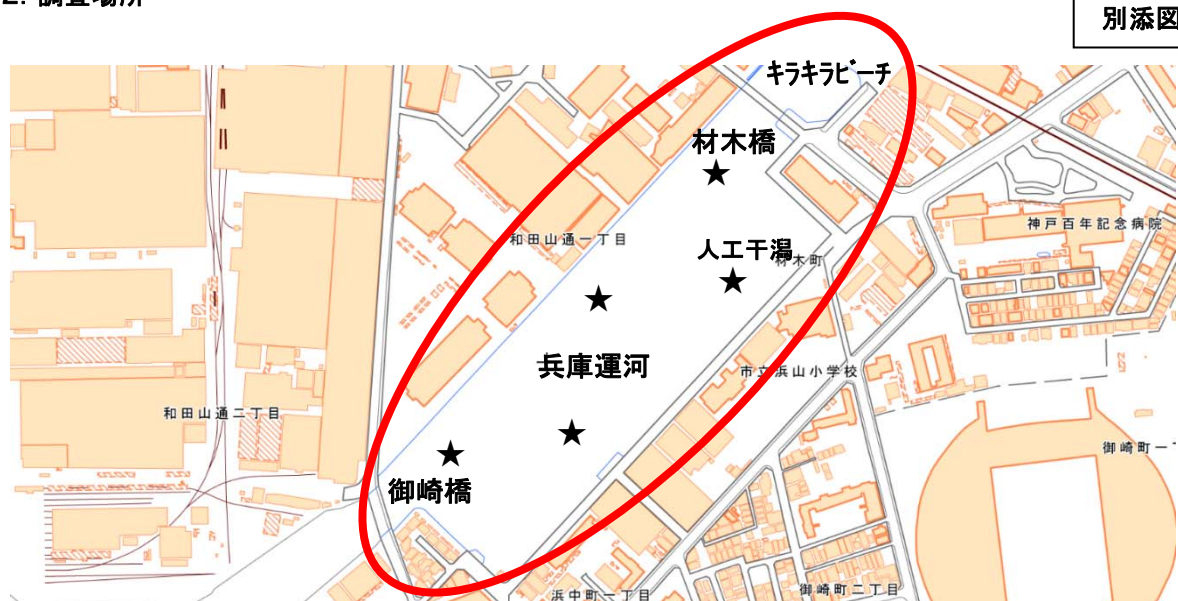 2. 調査場所
別添図
キラキラビーチ
材木橋
神戸百年記念病院
和田山通一丁目
人工干潟
材木町
兵庫運河
市立浜山小学校
和田山通二丁目
御崎町一丁
御崎橋
浜中町一丁目
御崎町二丁目